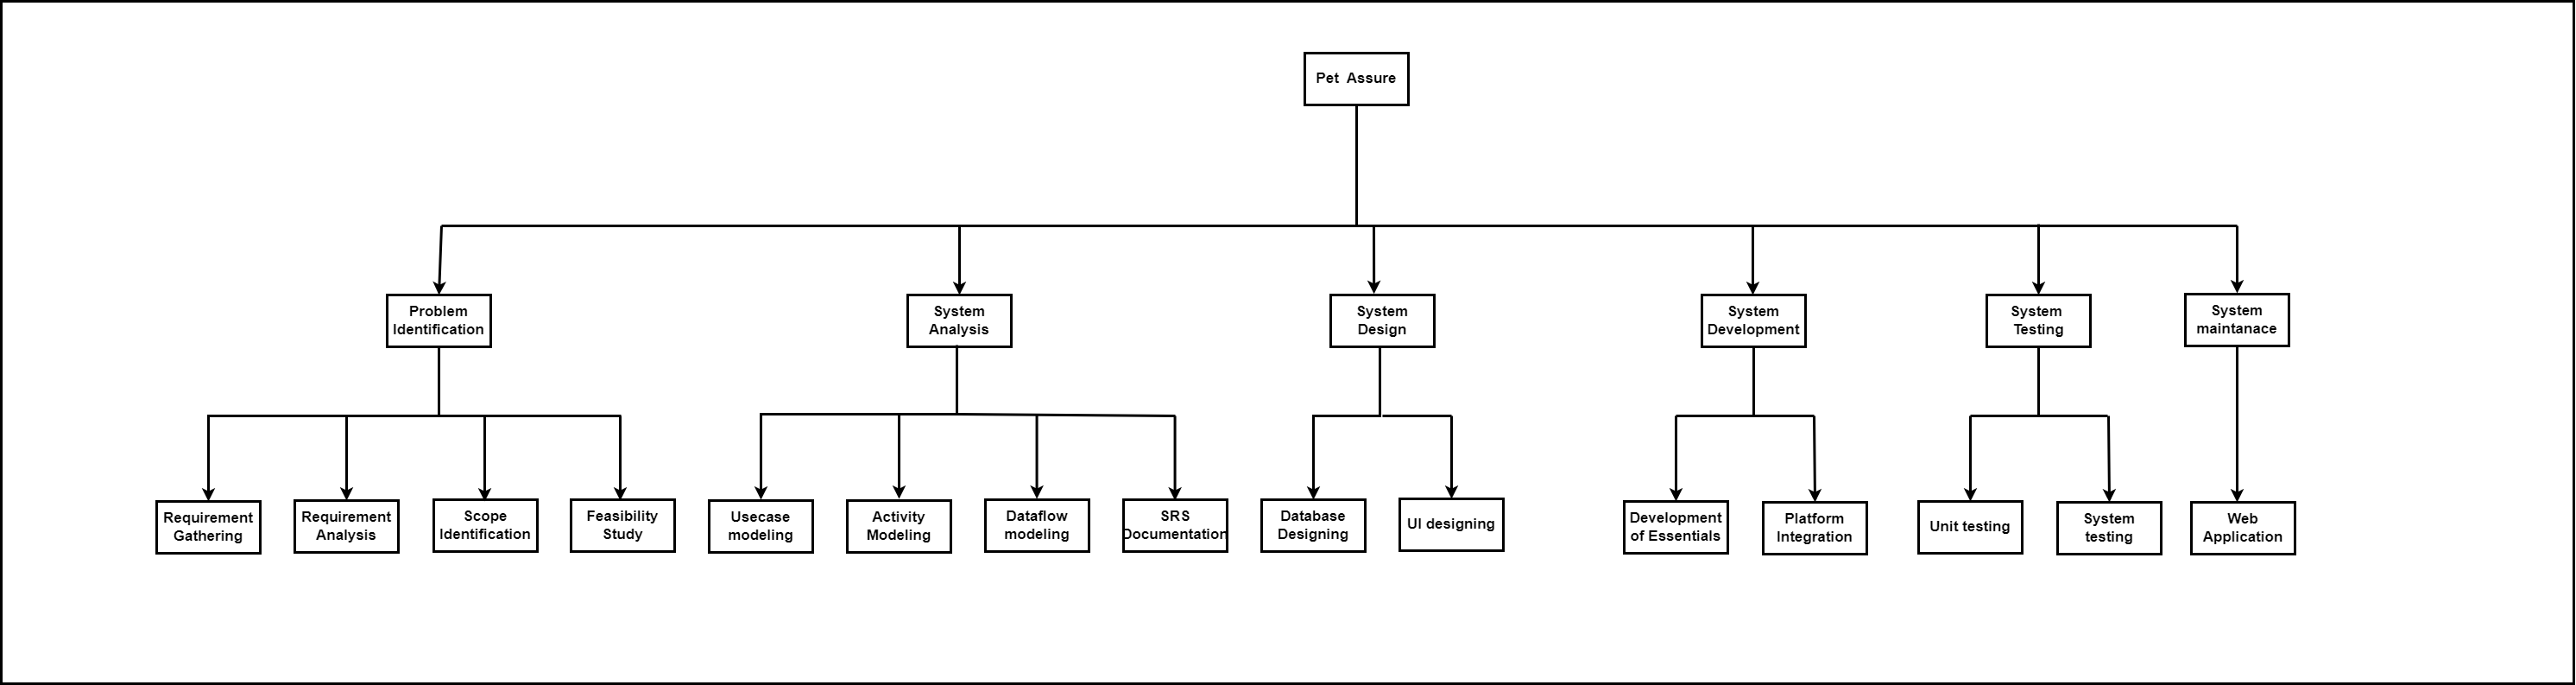 Pet Assure
Problem
Identification
System
Analysis
System
Design
System
Development
System
Testing
System
maintanace
Requirement
Gathering
Requirement
Analysis
Scope
Identification
Feasibility
Study
Usecase
modeling
Activity
Modeling
Dataflow
modeling
SRS
Documentation
Database
Designing
UI designing
Development
of Essentials
Platform
Integration
Unit testing
System
testing
Web
Application